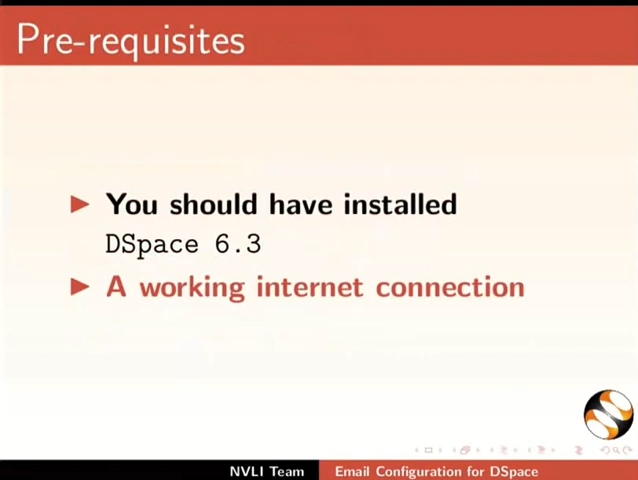 Pre-requisites
You should have installed
DSpace 6.3
A working internet connection
NVLI Team
Email Configuration for DSpace